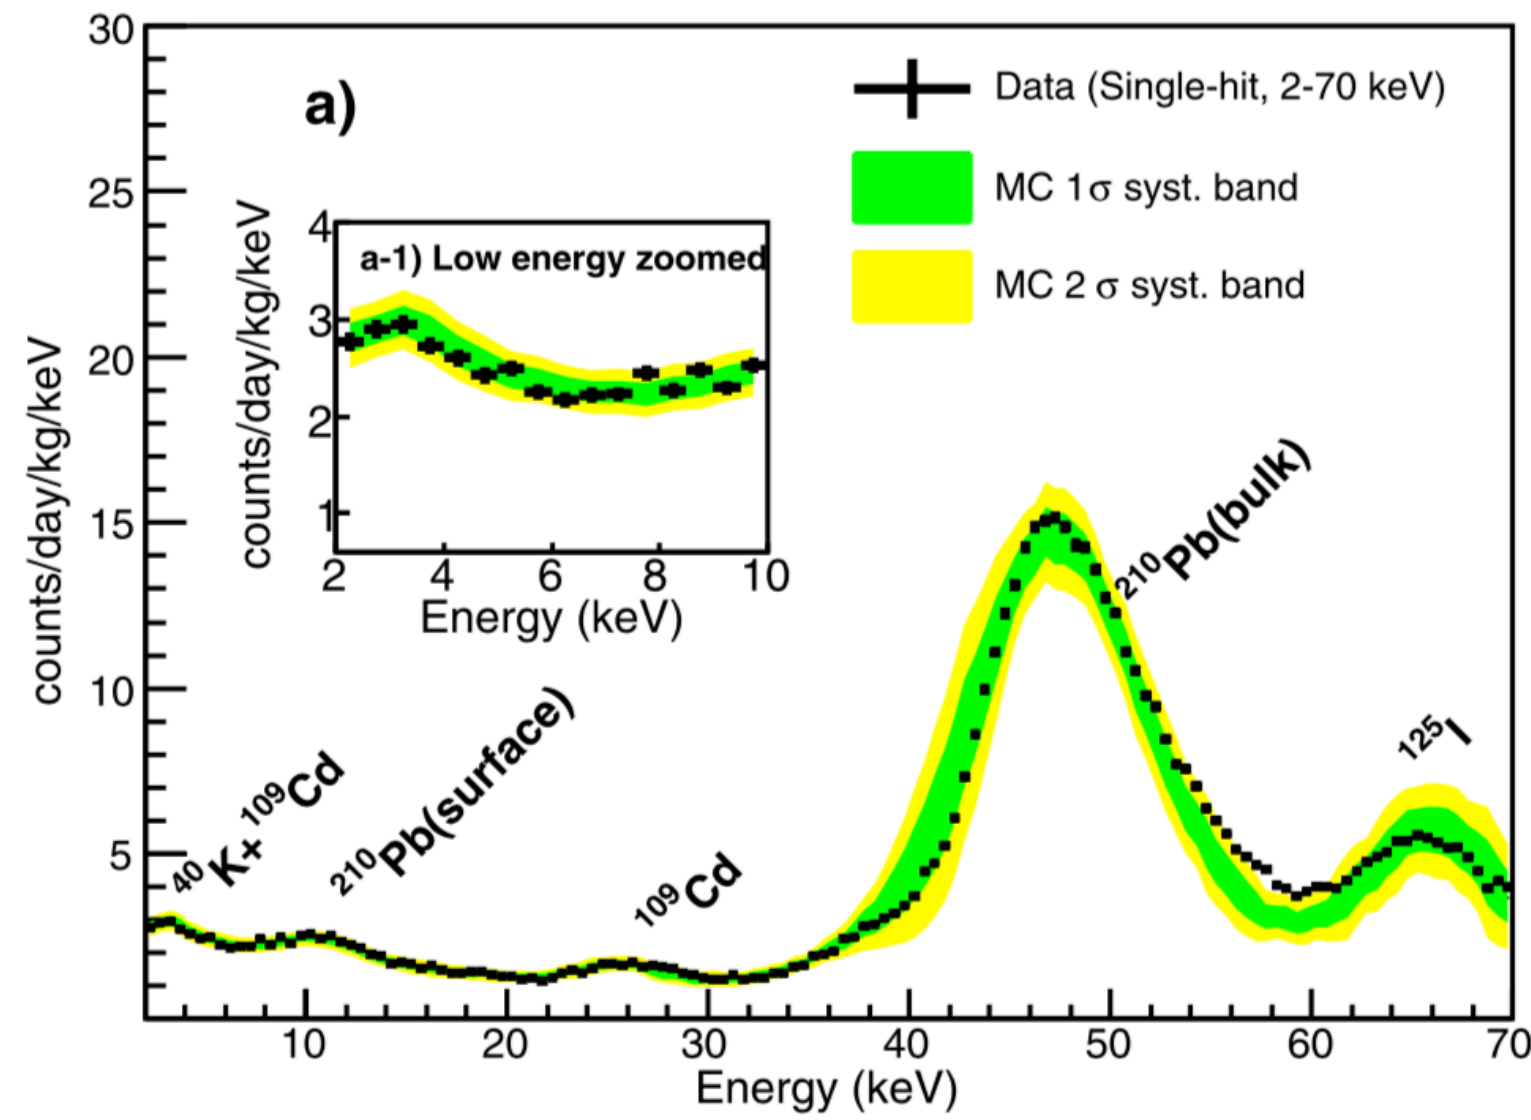 30
25
20
15
10
5
counts/day/kg/keV
a)
Data (Single-hit, 2-70 keV)
MC 1σ syst. band
MC 2 σ syst. band
a-1) Low energy zoomed
counts/day/kg/keV
4
3
2
1
2 4 6 8 10
Energy (keV)
⁴⁰K+¹⁰⁹Cd
²¹⁰Pb(surface)
¹⁰⁹Cd
²¹⁰Pb(bulk)
¹²⁵I
10 20 30 40 50 60 70
Energy (keV)